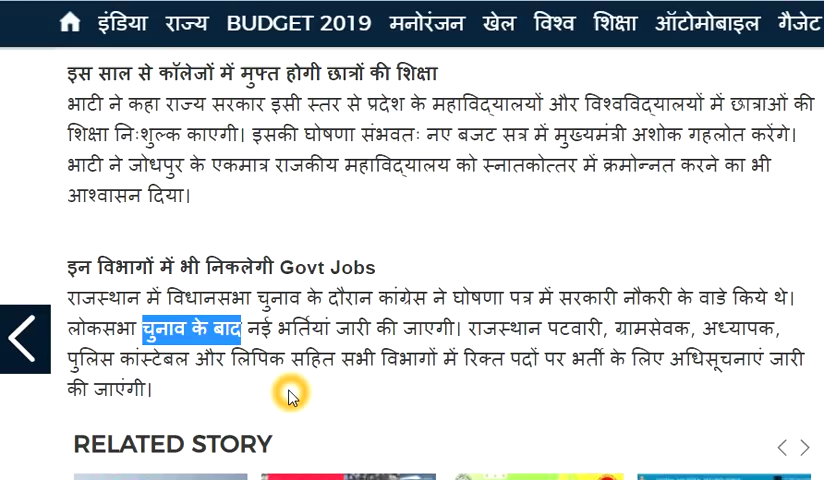 इंडिया राज्य BUDGET 2019 मनोरंजन खेल विश्व शिक्षा ऑटोमोबाइल गैजेट
इस साल से कॉलेजों में मुफ्त होगी छात्रों की शिक्षा
भाटी ने कहा राज्य सरकार इसी स्तर से प्रदेश के महाविद्यालयों और विश्वविद्यालयों में छात्राओं की
शिक्षा निःशुल्क काएगी। इसकी घोषणा संभवतः नए बजट सत्र में मुख्यमंत्री अशोक गहलोत करेंगे।
भाटी ने जोधपुर के एकमात्र राजकीय महाविद्यालय को स्नातकोत्तर में क्रमोन्नत करने का भी
आश्वासन दिया।
इन विभागों में भी निकलेगी Govt Jobs
राजस्थान में विधानसभा चुनाव के दौरान कांग्रेस ने घोषणा पत्र में सरकारी नौकरी के वाडे किये थे।
लोकसभा चुनाव के बाद नई भर्तियां जारी की जाएगी। राजस्थान पटवारी, ग्रामसेवक, अध्यापक,
पुलिस कांस्टेबल और लिपिक सहित सभी विभागों में रिक्त पदों पर भर्ती के लिए अधिसूचनाएं जारी
की जाएंगी।
RELATED STORY